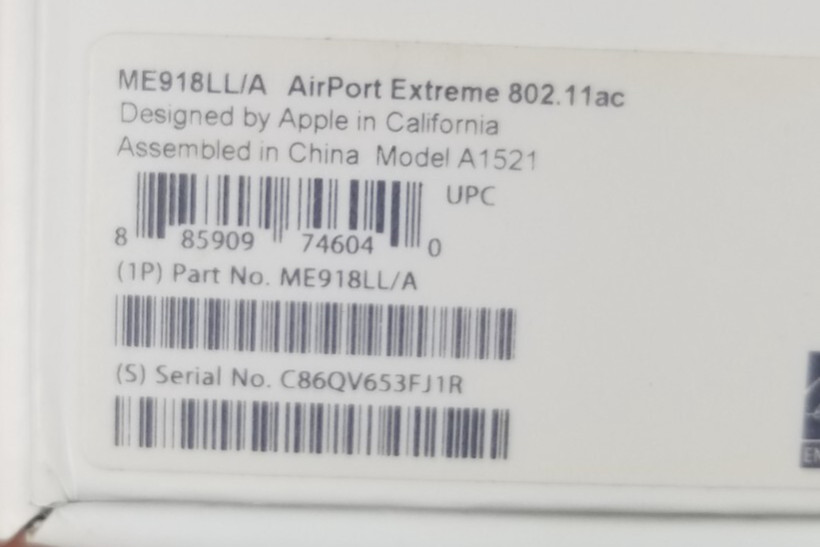 ME918LL/A AirPort Extreme 802.11ac
Designed by Apple in California
Assembled in China Model A1521
UPC
8 85909 74604 0
(1P) Part No. ME918LL/A
(S) Serial No. C86QV653FJ1R